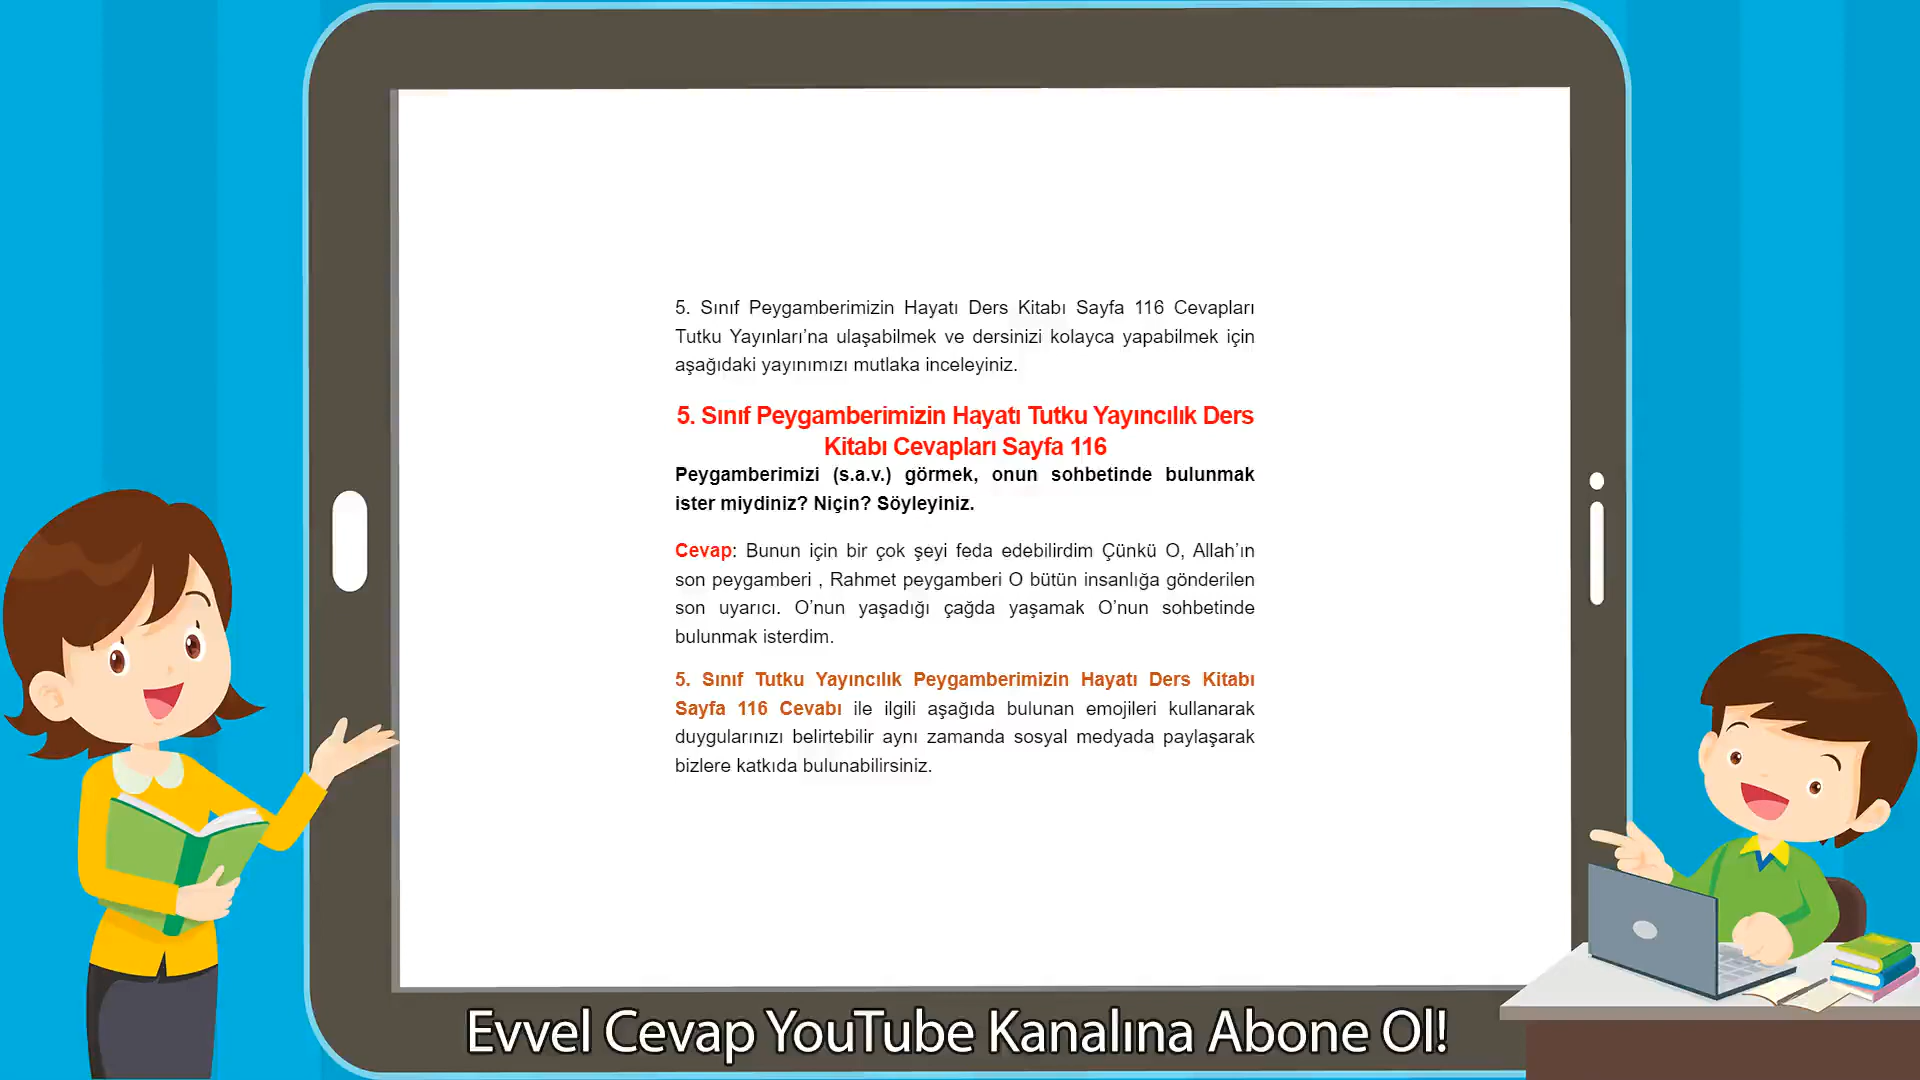 5. Sınıf Peygamberimizin Hayatı Ders Kitabı Sayfa 116 Cevapları
Tutku Yayınları’na ulaşabilmek ve dersinizi kolayca yapabilmek için
aşağıdaki yayınımızı mutlaka inceleyiniz.
5. Sınıf Peygamberimizin Hayatı Tutku Yayıncılık Ders
Kitabı Cevapları Sayfa 116
Peygamberimizi (s.a.v.) görmek, onun sohbetinde bulunmak
ister miydiniz? Niçin? Söyleyiniz.
Cevap: Bunun için bir çok şeyi feda edebilirdim Çünkü O, Allah’ın
son peygamberi , Rahmet peygamberi O bütün insanlığa gönderilen
son uyarıcı. O’nun yaşadığı çağda yaşamak O’nun sohbetinde
bulunmak isterdim.
5. Sınıf Tutku Yayıncılık Peygamberimizin Hayatı Ders Kitabı
Sayfa 116 Cevabı ile ilgili aşağıda bulunan emojileri kullanarak
duygularınızı belirtebilir aynı zamanda sosyal medyada paylaşarak
bizlere katkıda bulunabilirsiniz.
Evvel Cevap YouTube Kanalına Abone Ol!